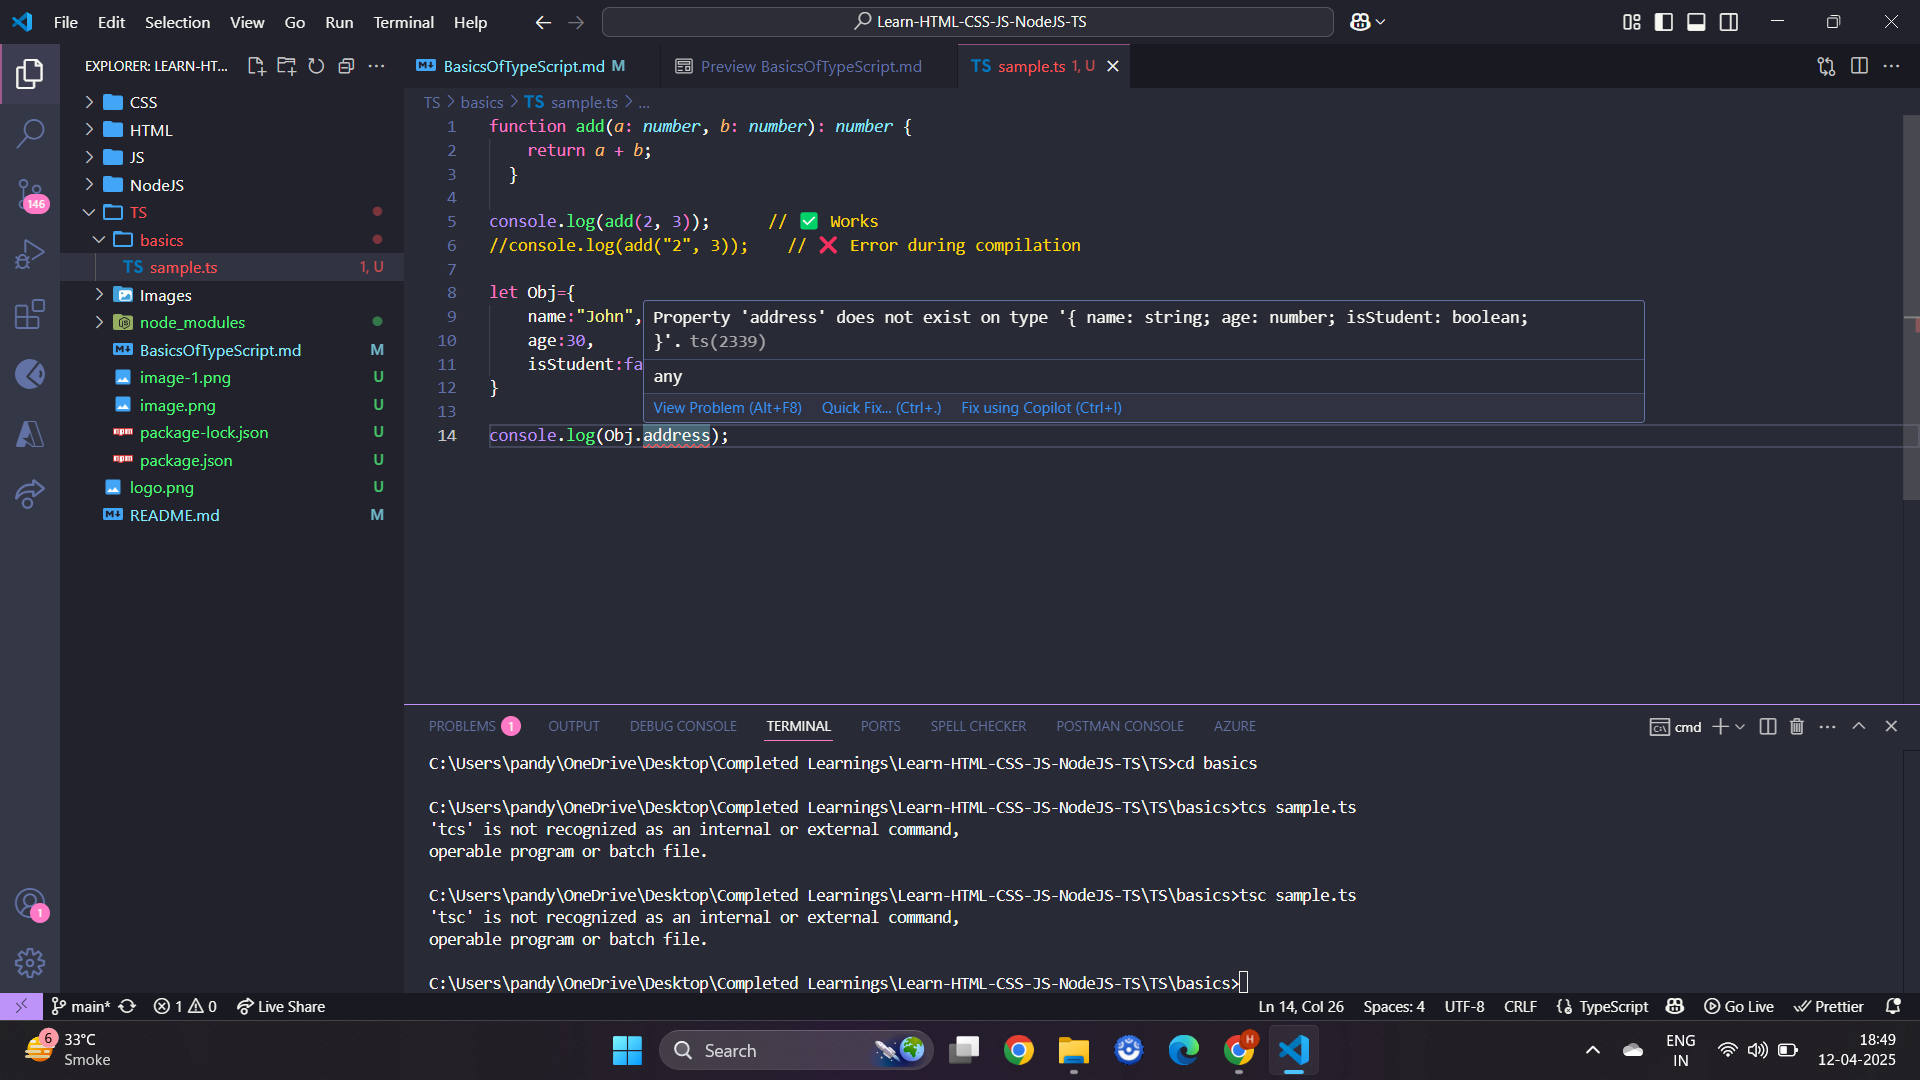 File Edit Selection View Go Run Terminal Help
Learn-HTML-CSS-JS-NodeJS-TS
EXPLORER: LEARN-HT...
CSS
HTML
JS
NodeJS
TS
basics
TS sample.ts 1, U
Images
node_modules
BasicsOfTypeScript.md M
image-1.png U
image.png U
package-lock.json U
package.json U
logo.png U
README.md M
146
1
BasicsOfTypeScript.md M
Preview BasicsOfTypeScript.md
TS sample.ts 1, U
TS > basics > TS sample.ts > ...
1 function add(a: number, b: number): number {
2 return a + b;
3 }
4
5 console.log(add(2, 3)); // ✅ Works
6 //console.log(add("2", 3)); // ❌ Error during compilation
7
8 let Obj={
9 name:"John",
10 age:30,
11 isStudent:fa
12 }
13
14 console.log(Obj.address);
Property 'address' does not exist on type '{ name: string; age: number; isStudent: boolean;
}'. ts(2339)
any
View Problem (Alt+F8) Quick Fix... (Ctrl+.) Fix using Copilot (Ctrl+I)
PROBLEMS 1 OUTPUT DEBUG CONSOLE TERMINAL PORTS SPELL CHECKER POSTMAN CONSOLE AZURE
cmd
C:\Users\pandy\OneDrive\Desktop\Completed Learnings\Learn-HTML-CSS-JS-NodeJS-TS\TS>cd basics
C:\Users\pandy\OneDrive\Desktop\Completed Learnings\Learn-HTML-CSS-JS-NodeJS-TS\TS\basics>tcs sample.ts
'tcs' is not recognized as an internal or external command,
operable program or batch file.
C:\Users\pandy\OneDrive\Desktop\Completed Learnings\Learn-HTML-CSS-JS-NodeJS-TS\TS\basics>tsc sample.ts
'tsc' is not recognized as an internal or external command,
operable program or batch file.
C:\Users\pandy\OneDrive\Desktop\Completed Learnings\Learn-HTML-CSS-JS-NodeJS-TS\TS\basics>
main* 1 0 Live Share
Ln 14, Col 26 Spaces: 4 UTF-8 CRLF {} TypeScript Go Live Prettier
6
33°C
Smoke
Search
H
ENG
IN
18:49
12-04-2025